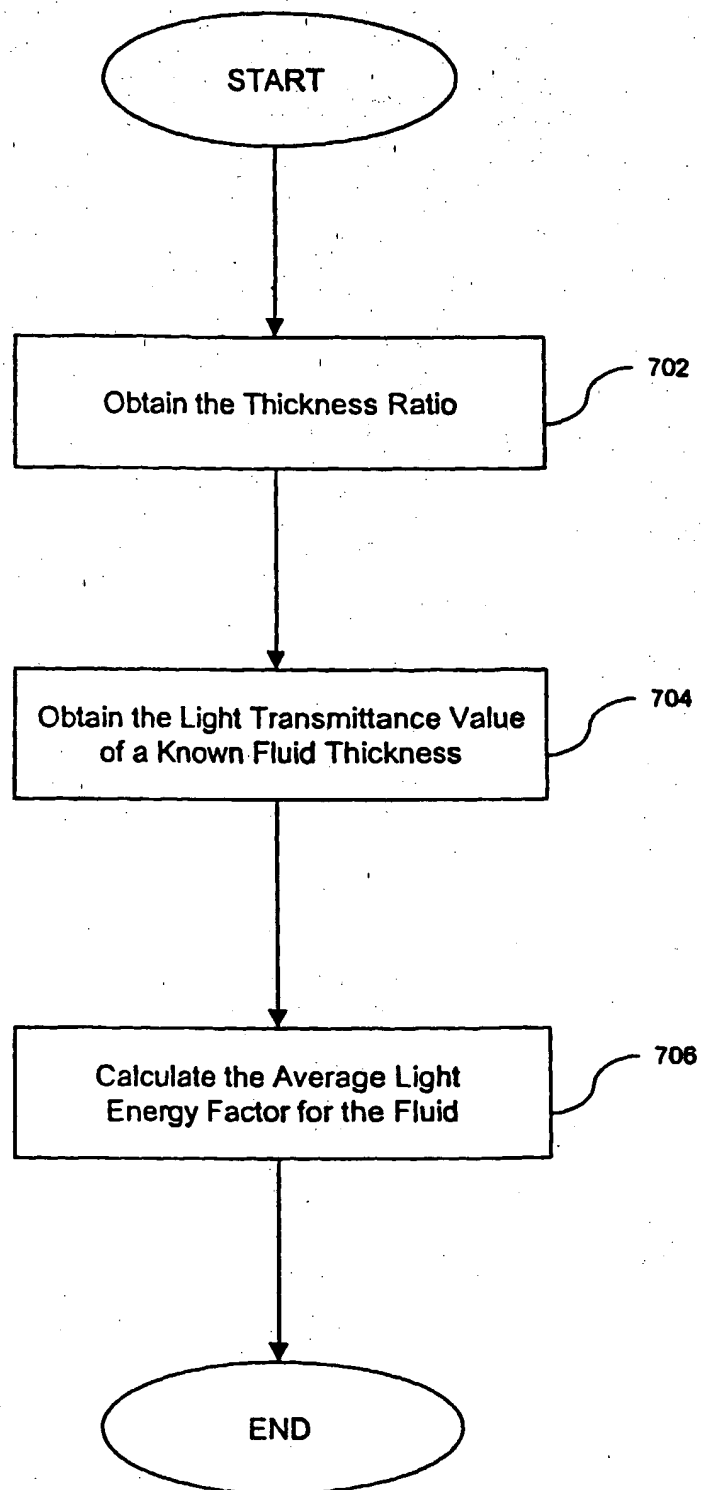 START
Obtain the Thickness Ratio
702
Obtain the Light Transmittance Value
of a Known Fluid Thickness
704
Calculate the Average Light
Energy Factor for the Fluid
706
END